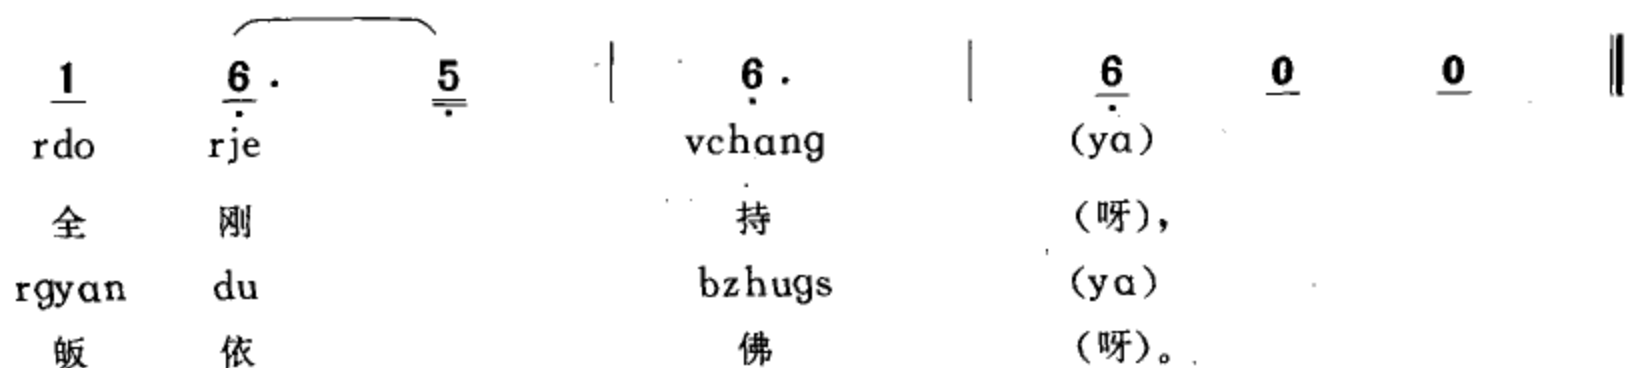 1 6. 5 | 6. | 6 0 0 ‖
rdo rje vchang (ya)
全 刚 持 (呀),
rgyan du bzhugs (ya)
皈 依 佛 (呀)。